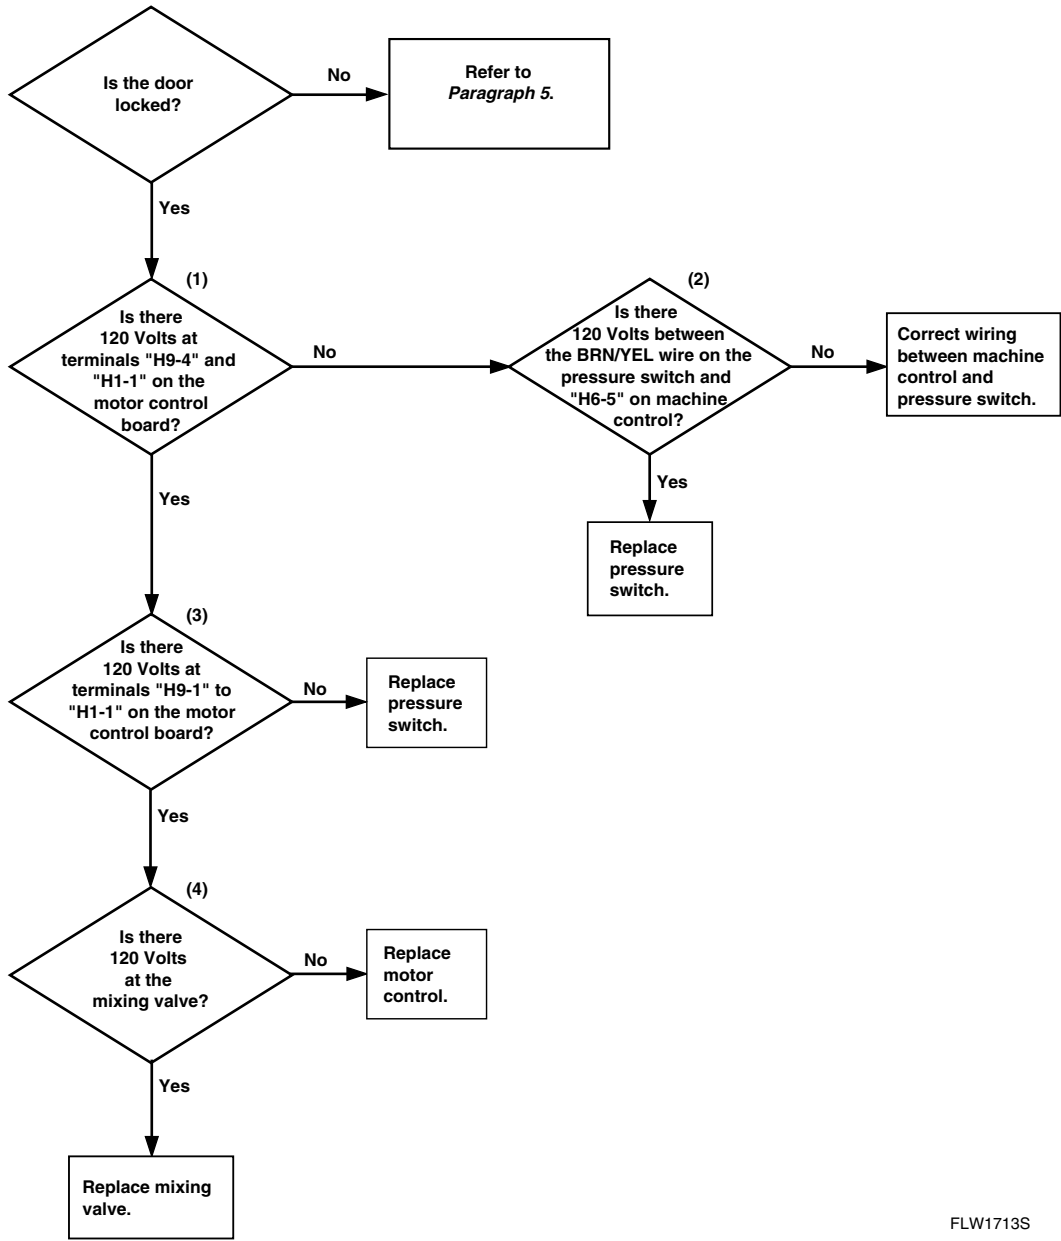 Is the door
locked?
No
Refer to
Paragraph 5.
Yes
(1)
Is there
120 Volts at
terminals "H9-4" and
"H1-1" on the
motor control
board?
No
(2)
Is there
120 Volts between
the BRN/YEL wire on the
pressure switch and
"H6-5" on machine
control?
No
Correct wiring
between machine
control and
pressure switch.
Yes
Replace
pressure
switch.
Yes
(3)
Is there
120 Volts at
terminals "H9-1" to
"H1-1" on the motor
control board?
No
Replace
pressure
switch.
Yes
(4)
Is there
120 Volts
at the
mixing valve?
No
Replace
motor
control.
Yes
Replace mixing
valve.
FLW1713S